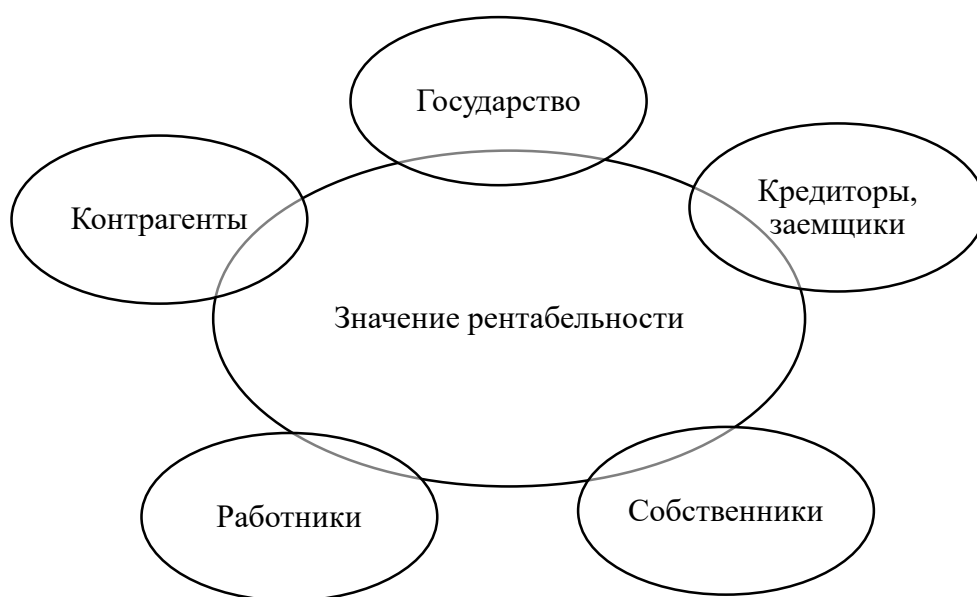 Государство
Контрагенты
Кредиторы,
заемщики
Значение рентабельности
Работники
Собственники